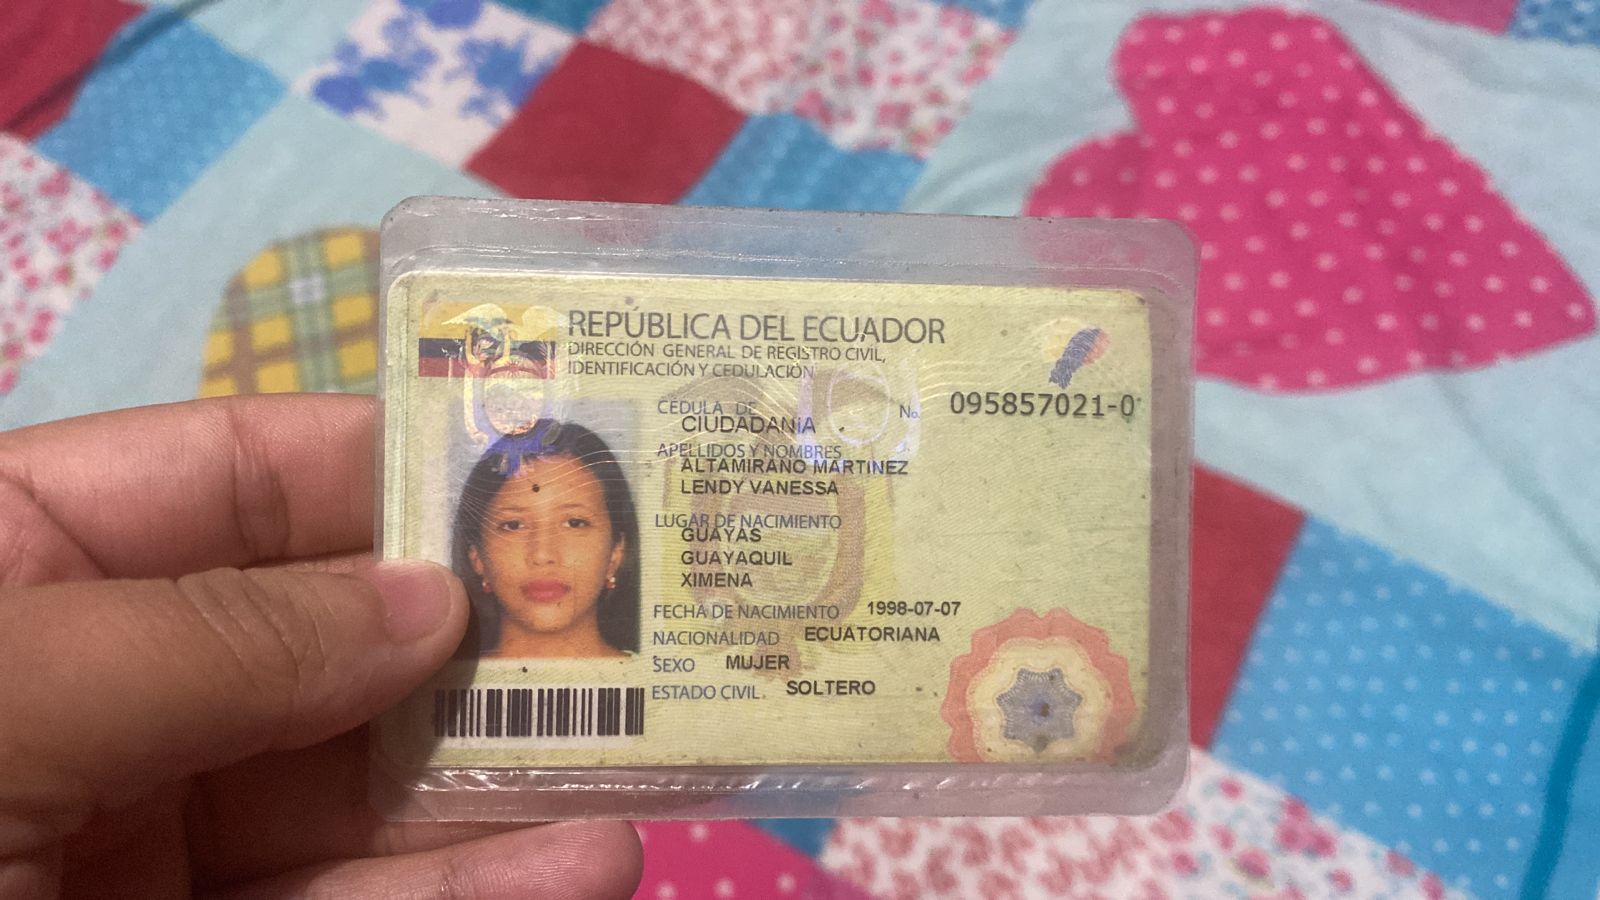 REPÚBLICA DEL ECUADOR
DIRECCIÓN GENERAL DE REGISTRO CIVIL,
IDENTIFICACIÓN Y CEDULACIÓN
CÉDULA DE
CIUDADANÍA
No. 095857021-0
APELLIDOS Y NOMBRES
ALTAMIRANO MARTINEZ
LENDY VANESSA
LUGAR DE NACIMIENTO
GUAYAS
GUAYAQUIL
XIMENA
FECHA DE NACIMIENTO 1998-07-07
NACIONALIDAD ECUATORIANA
SEXO MUJER
ESTADO CIVIL SOLTERO